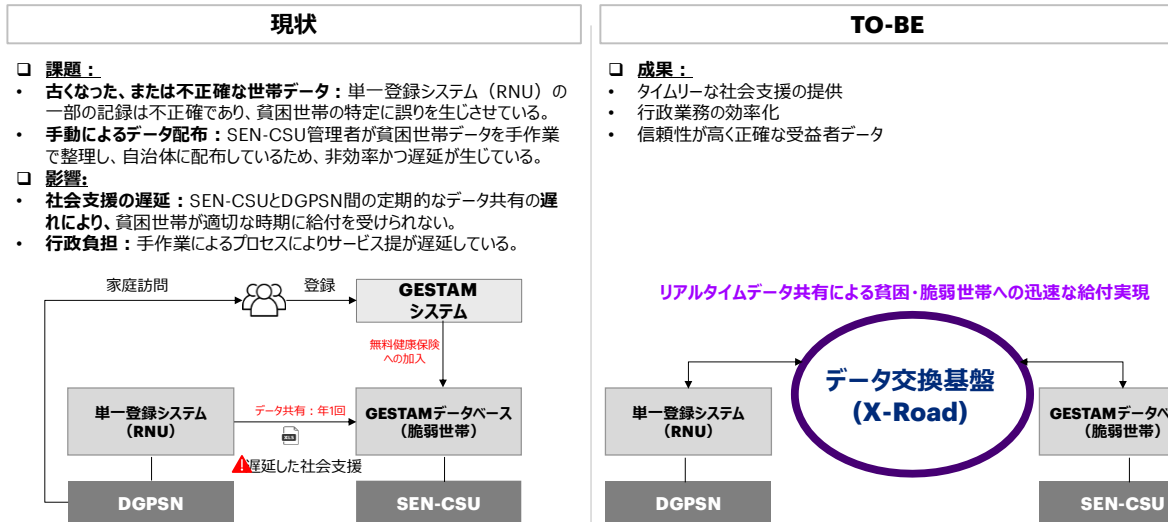 現状
❑ 課題：
• 古くなった、または不正確な世帯データ：単一登録システム（RNU）の
一部の記録は不正確であり、貧困世帯の特定に誤りを生じさせている。
• 手動によるデータ配布：SEN-CSU管理者が貧困世帯データを手作業
で整理し、自治体に配布しているため、非効率かつ遅延が生じている。
❑ 影響:
• 社会支援の遅延：SEN-CSUとDGPSN間の定期的なデータ共有の遅
れにより、貧困世帯が適切な時期に給付を受けられない。
• 行政負担：手作業によるプロセスによりサービス提が遅延している。
家庭訪問
登録
GESTAM
システム
無料健康保険
への加入
単一登録システム
（RNU）
データ共有：年1回
XLS
GESTAMデータベース
（脆弱世帯）
遅延した社会支援
DGPSN
SEN-CSU
TO-BE
❑ 成果：
• タイムリーな社会支援の提供
• 行政業務の効率化
• 信頼性が高く正確な受益者データ
リアルタイムデータ共有による貧困・脆弱世帯への迅速な給付実現
データ交換基盤
(X-Road)
単一登録システム
（RNU）
GESTAMデータベ
（脆弱世帯）
DGPSN
SEN-CSU